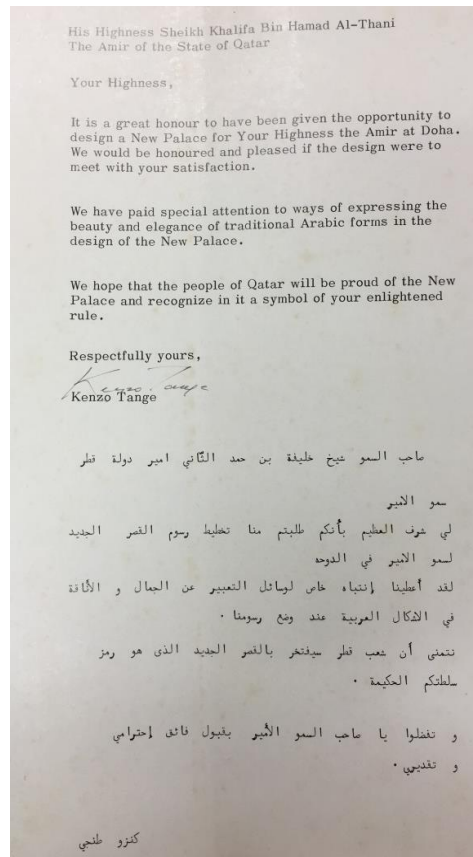 His Highness Sheikh Khalifa Bin Hamad Al-Thani
The Amir of the State of Qatar
Your Highness,
It is a great honour to have been given the opportunity to
design a New Palace for Your Highness the Amir at Doha.
We would be honoured and pleased if the design were to
meet with your satisfaction.
We have paid special attention to ways of expressing the
beauty and elegance of traditional Arabic forms in the
design of the New Palace.
We hope that the people of Qatar will be proud of the New
Palace and recognize in it a symbol of your enlightened
rule.
Respectfully yours,
Kenzo Tange
Kenzo Tange
صاحب السمو شيخ خليفة بن حمد الثّاني امير دولة قطر
سمو الامير
لي شرف العظيم بأنكم طلبتم منا تخطيط رسوم القصر الجديد
لسمو الامير في الدوحه
لقد أعطينا إنتباه خاص لوسائل التعبير عن الجمال و الأناقة
في الاشكال العربية عند وضع رسومنا .
نتمنى أن شعب قطر سيفتخر بالقصر الجديد الذى هو رمز
سلطتكم الحكيمة .
و تفضلوا يا صاحب السمو الأمير بقبول فائق إحترامي
و تقديري .
كنزو طنجي